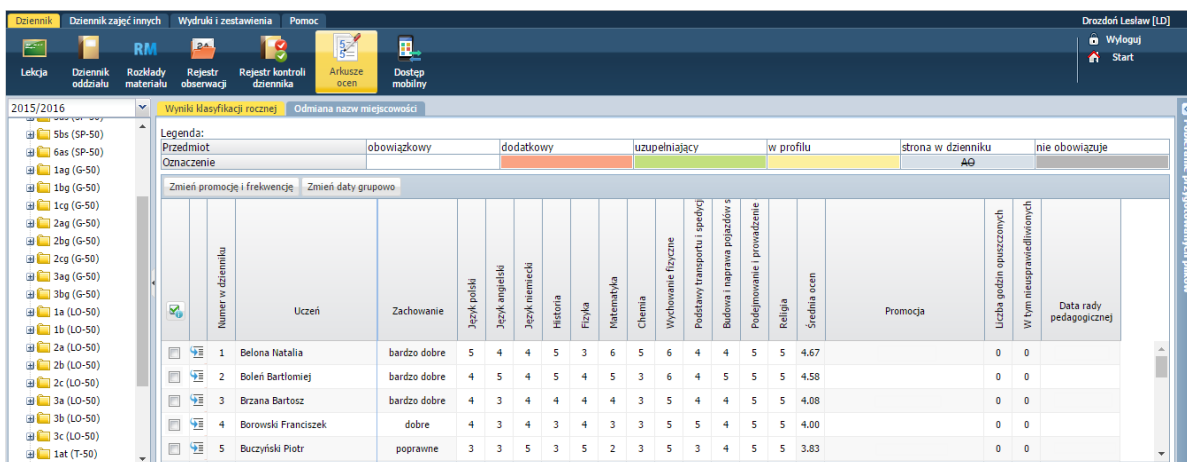 Dziennik Dziennik zajęć innych Wydruki i zestawienia Pomoc Drozdoń Lesław [LD]
Wyloguj
Start
RM
Lekcja Dziennik oddziału Rozkłady materiału Rejestr obserwacji Rejestr kontroli dziennika Arkusze ocen Dostęp mobilny
2015/2016
5bs (SP-50)
6as (SP-50)
1ag (G-50)
1bg (G-50)
1cg (G-50)
2ag (G-50)
2bg (G-50)
2cg (G-50)
3ag (G-50)
3bg (G-50)
1a (LO-50)
1b (LO-50)
2a (LO-50)
2b (LO-50)
2c (LO-50)
3a (LO-50)
3b (LO-50)
3c (LO-50)
1at (T-50)
Wyniki klasyfikacji rocznej Odmiana nazw miejscowości
Legenda:
Przedmiot obowiązkowy dodatkowy uzupełniający w profilu strona w dzienniku nie obowiązuje
Oznaczenie AO
Zmień promocję i frekwencję Zmień daty grupowo
Numer w dzienniku
Uczeń
Zachowanie
Język polski
Język angielski
Język niemiecki
Historia
Fizyka
Matematyka
Chemia
Wychowanie fizyczne
Podstawy transportu i spedycji
Budowa i naprawa pojazdów s
Podejmowanie i prowadzenie
Religia
Średnia ocen
Promocja
Liczba godzin opuszczonych
W tym nieusprawiedliwionych
Data rady
pedagogicznej
1 Belona Natalia bardzo dobre 5 4 4 5 3 6 5 6 4 4 5 5 4.67 0 0
2 Boleń Bartłomiej bardzo dobre 4 5 4 5 4 5 3 6 4 5 5 5 4.58 0 0
3 Brzana Bartosz bardzo dobre 4 3 4 4 4 4 3 5 4 4 5 5 4.08 0 0
4 Borowski Franciszek dobre 4 3 4 3 4 3 3 5 5 4 5 5 4.00 0 0
5 Buczyński Piotr poprawne 3 3 5 3 5 2 3 5 3 4 5 5 3.83 0 0